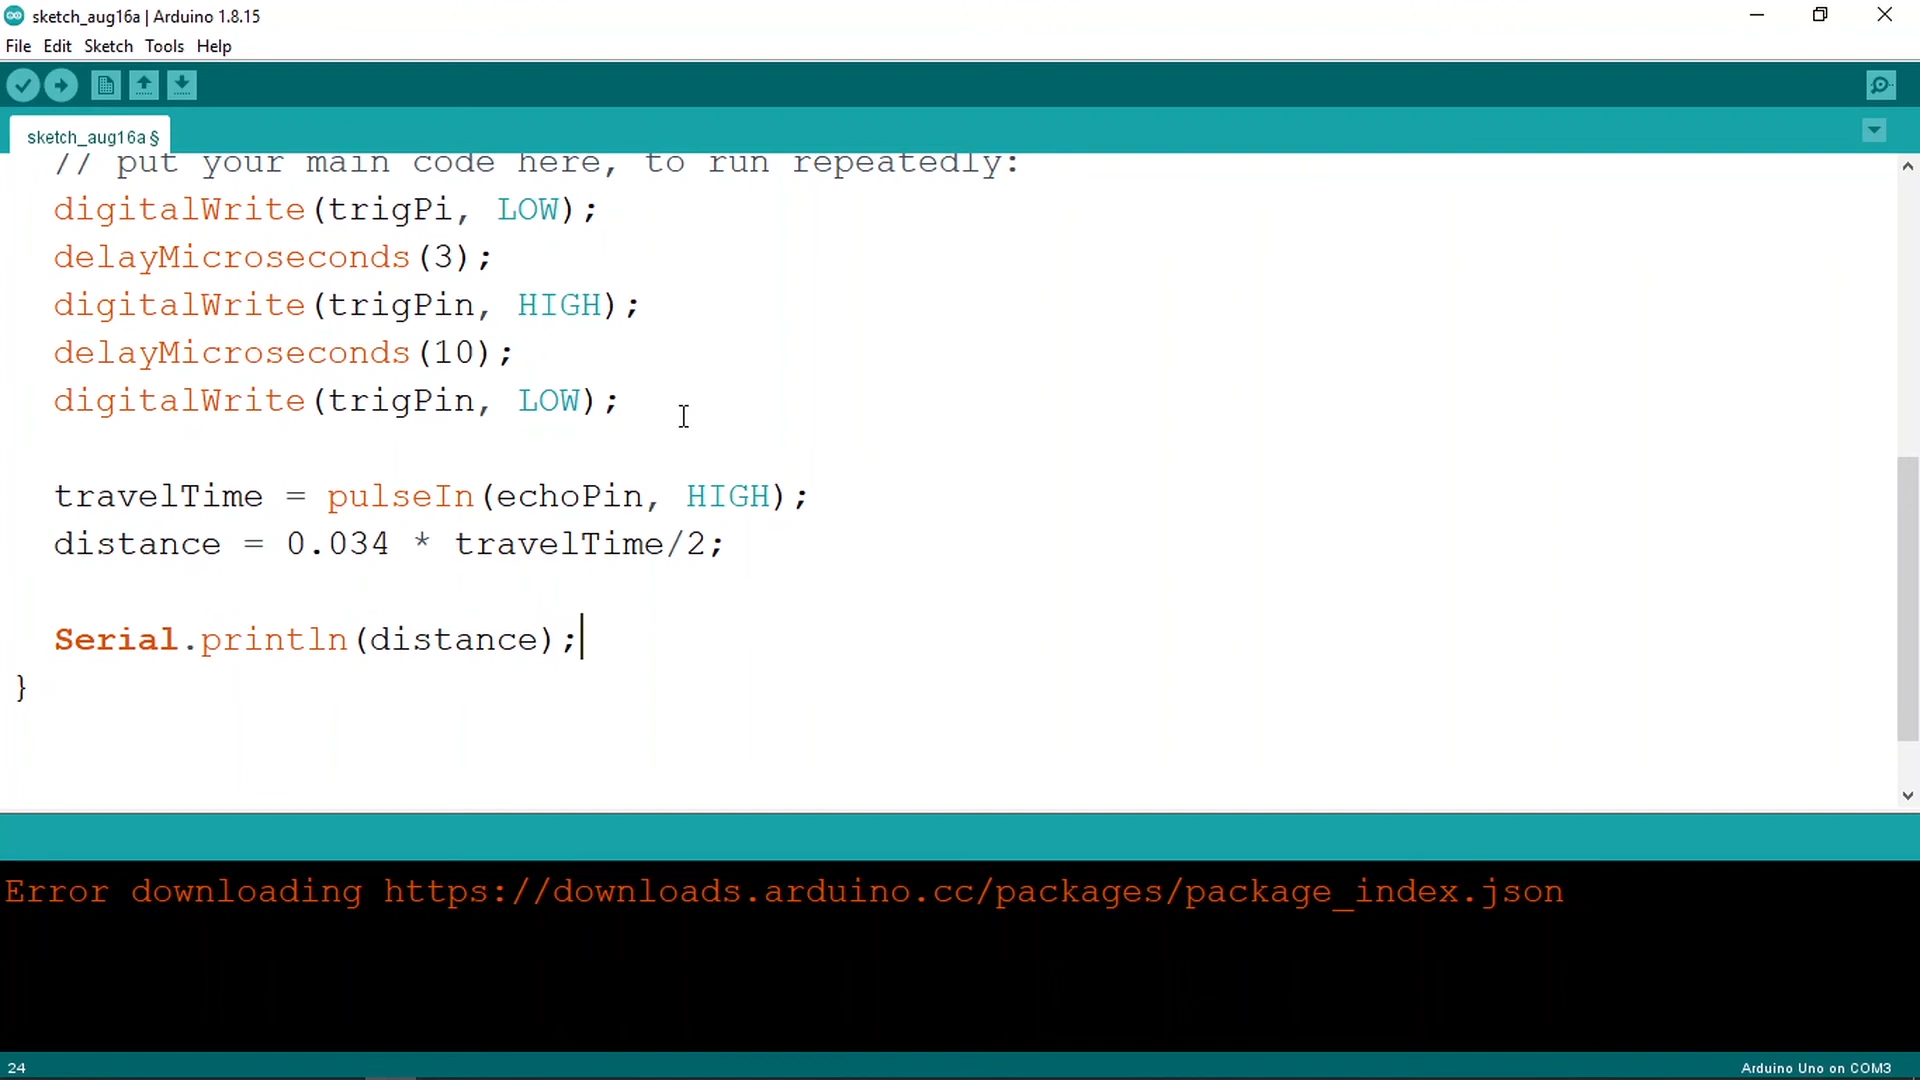 sketch_aug16a | Arduino 1.8.15
File Edit Sketch Tools Help
sketch_aug16a §
// put your main code here, to run repeatedly:
digitalWrite(trigPi, LOW);
delayMicroseconds(3);
digitalWrite(trigPin, HIGH);
delayMicroseconds(10);
digitalWrite(trigPin, LOW);
travelTime = pulseIn(echoPin, HIGH);
distance = 0.034 * travelTime/2;
Serial.println(distance);
}
Error downloading https://downloads.arduino.cc/packages/package_index.json
24
Arduino Uno on COM3